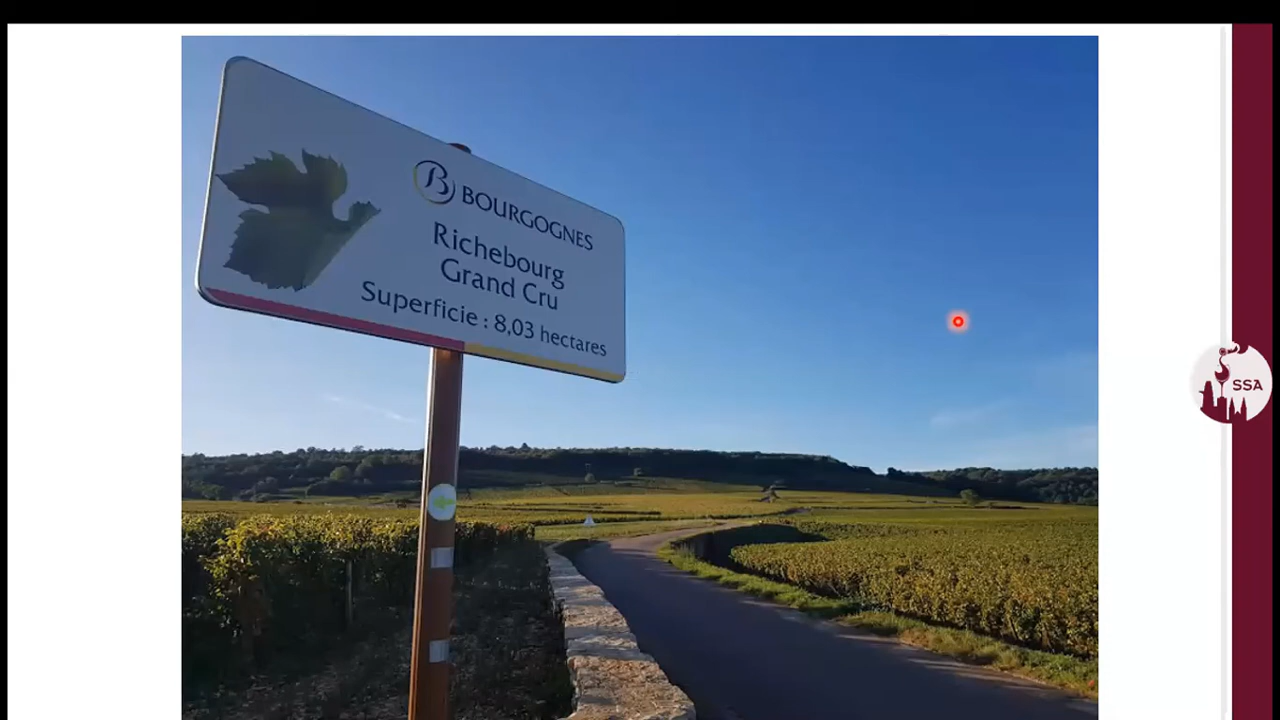 BOURGOGNES
Richebourg
Grand Cru
Superficie : 8,03 hectares
SSA